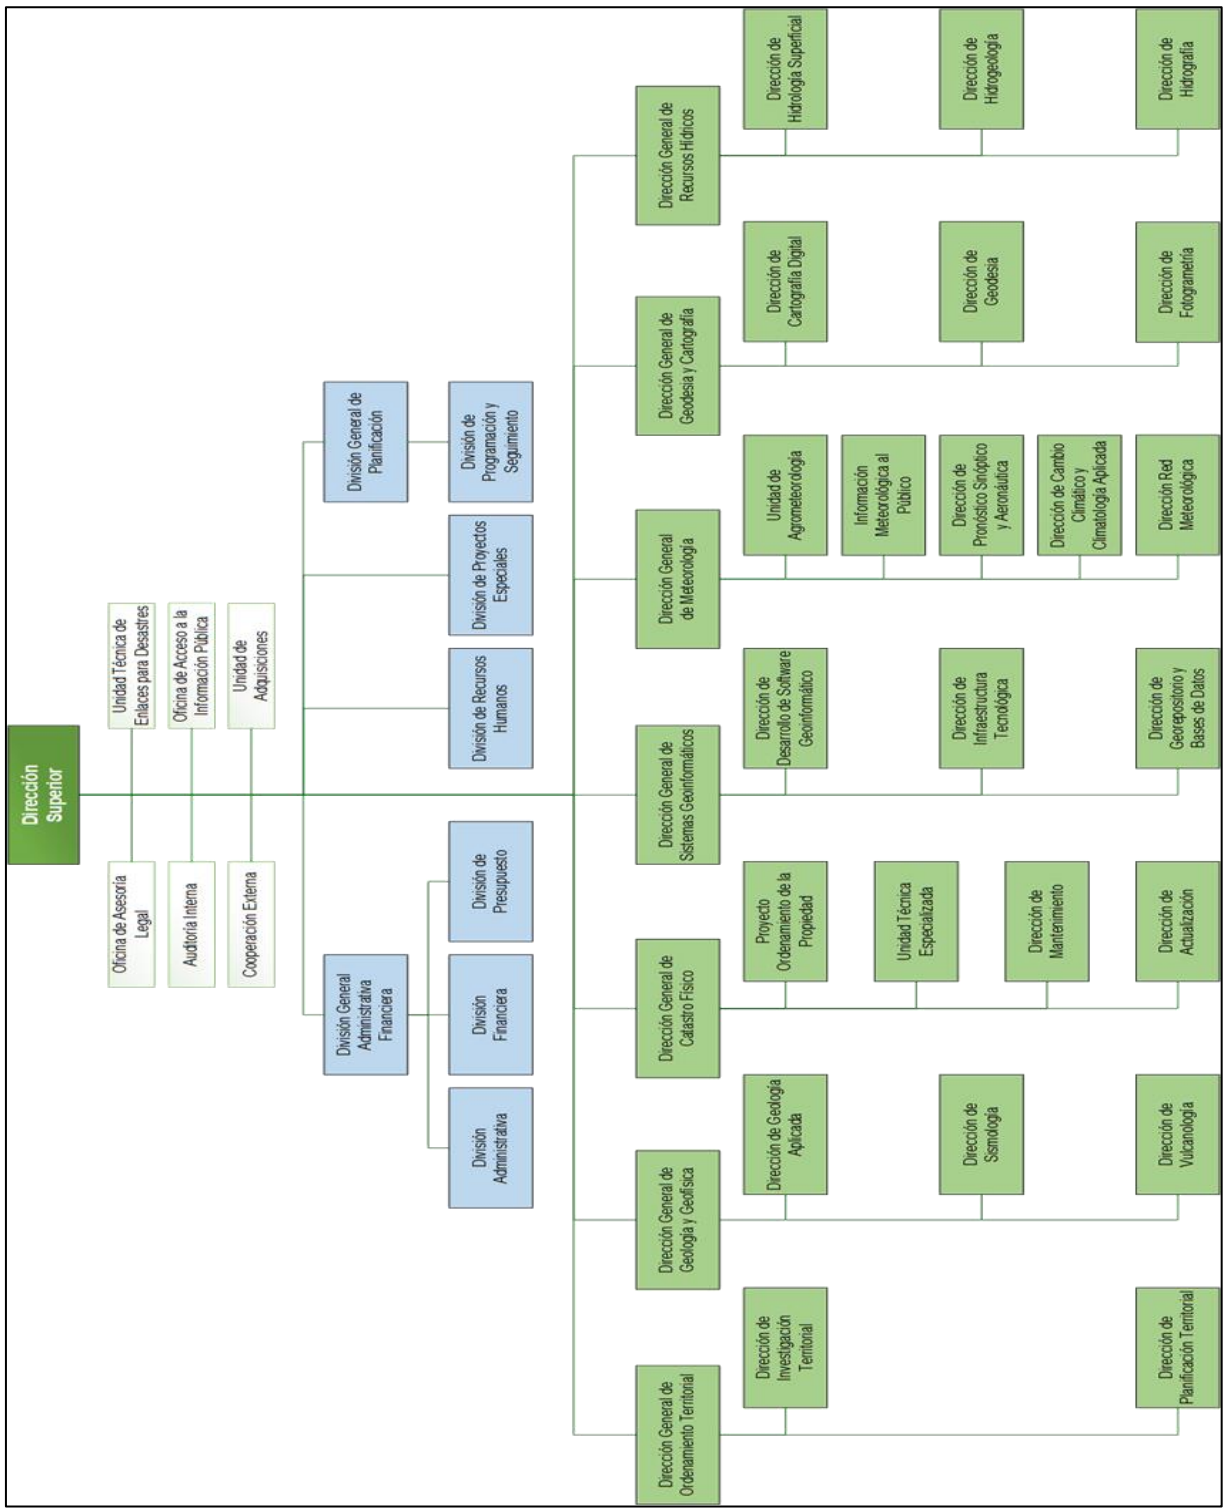 Dirección
Superior
Oficina de Asesoría
Legal
Unidad Técnica de
Enlaces para Desastres
Auditoría Interna
Oficina de Acceso a la
Información Pública
Cooperación Externa
Unidad de
Adquisiciones
División General
Administrativa
Financiera
División General de
Planificación
División
Administrativa
División
Financiera
División de
Presupuesto
División de Recursos
Humanos
División de Proyectos
Especiales
División de
Programación y
Seguimiento
Dirección General de
Ordenamiento Territorial
Dirección General de
Geología y Geofísica
Dirección General de
Catastro Físico
Dirección General de
Sistemas Geoinformáticos
Dirección General
de Meteorología
Dirección General de
Geodesia y Cartografía
Dirección General de
Recursos Hídricos
Dirección de
Investigación
Territorial
Dirección de
Planificación Territorial
Dirección de Geología
Aplicada
Dirección de
Sismología
Dirección de
Vulcanología
Proyecto
Ordenamiento de la
Propiedad
Unidad Técnica
Especializada
Dirección de
Mantenimiento
Dirección de
Actualización
Dirección de
Desarrollo de Software
Geoinformático
Dirección de
Infraestructura
Tecnológica
Dirección de
Georepositorio y
Bases de Datos
Unidad de
Agrometeorología
Información
Meteorológica al
Público
Dirección de
Pronóstico Sinóptico
y Aeronáutica
Dirección de Cambio
Climático y
Climatología Aplicada
Dirección Red
Meteorológica
Dirección de
Cartografía Digital
Dirección de
Geodesia
Dirección de
Fotogrametría
Dirección de
Hidrología Superficial
Dirección de
Hidrogeología
Dirección de
Hidrografía